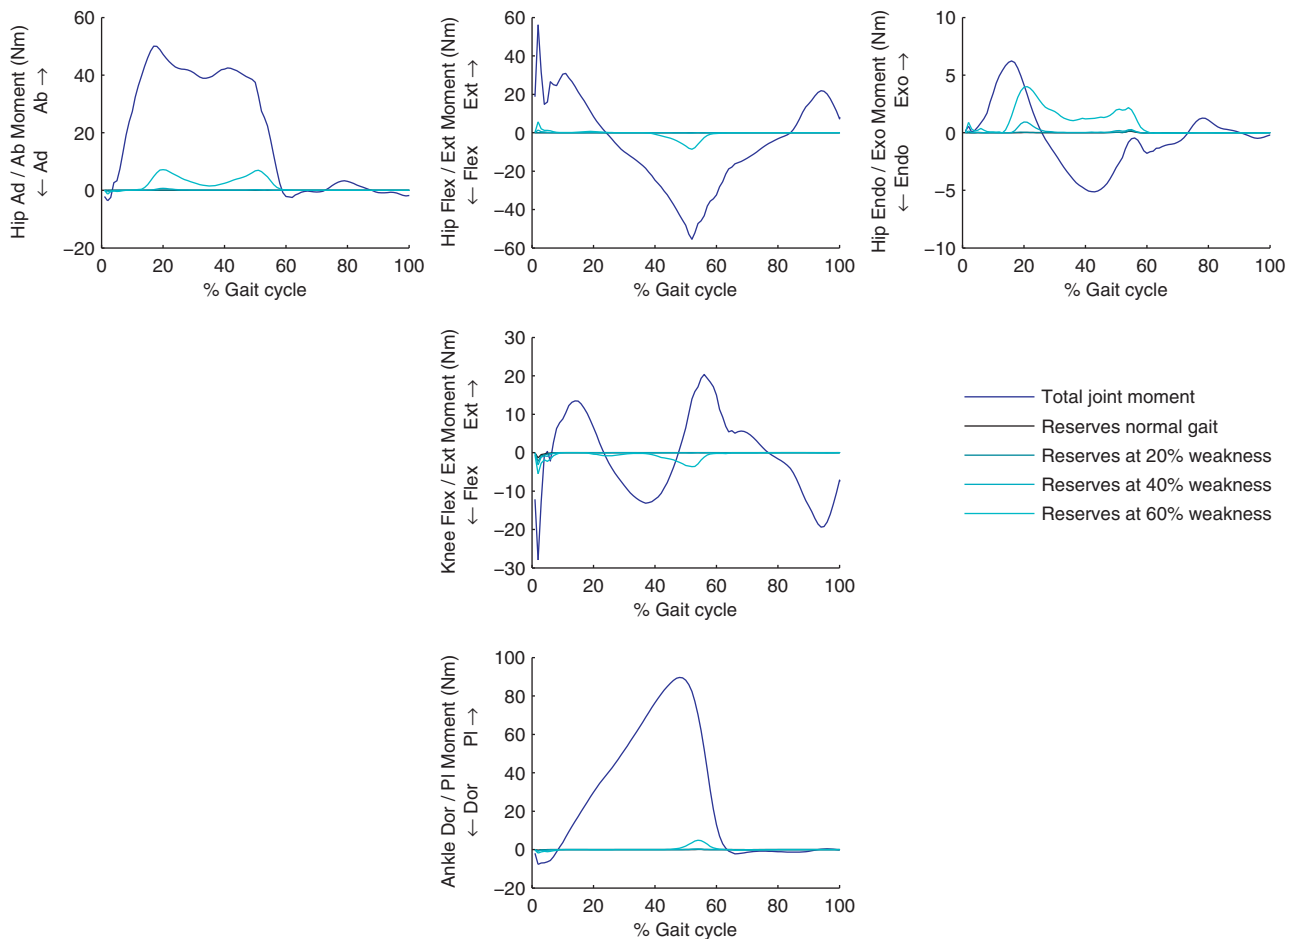 Hip Ad / Ab Moment (Nm)
← Ad Ab →
60
40
20
0
−20
0 20 40 60 80 100
% Gait cycle
Hip Flex / Ext Moment (Nm)
← Flex Ext →
60
40
20
0
−20
−40
−60
0 20 40 60 80 100
% Gait cycle
Hip Endo / Exo Moment (Nm)
← Endo Exo →
10
5
0
−5
−10
0 20 40 60 80 100
% Gait cycle
Knee Flex / Ext Moment (Nm)
← Flex Ext →
30
20
10
0
−10
−20
−30
0 20 40 60 80 100
% Gait cycle
Total joint moment
Reserves normal gait
Reserves at 20% weakness
Reserves at 40% weakness
Reserves at 60% weakness
Ankle Dor / Pl Moment (Nm)
← Dor Pl →
100
80
60
40
20
0
−20
0 20 40 60 80 100
% Gait cycle